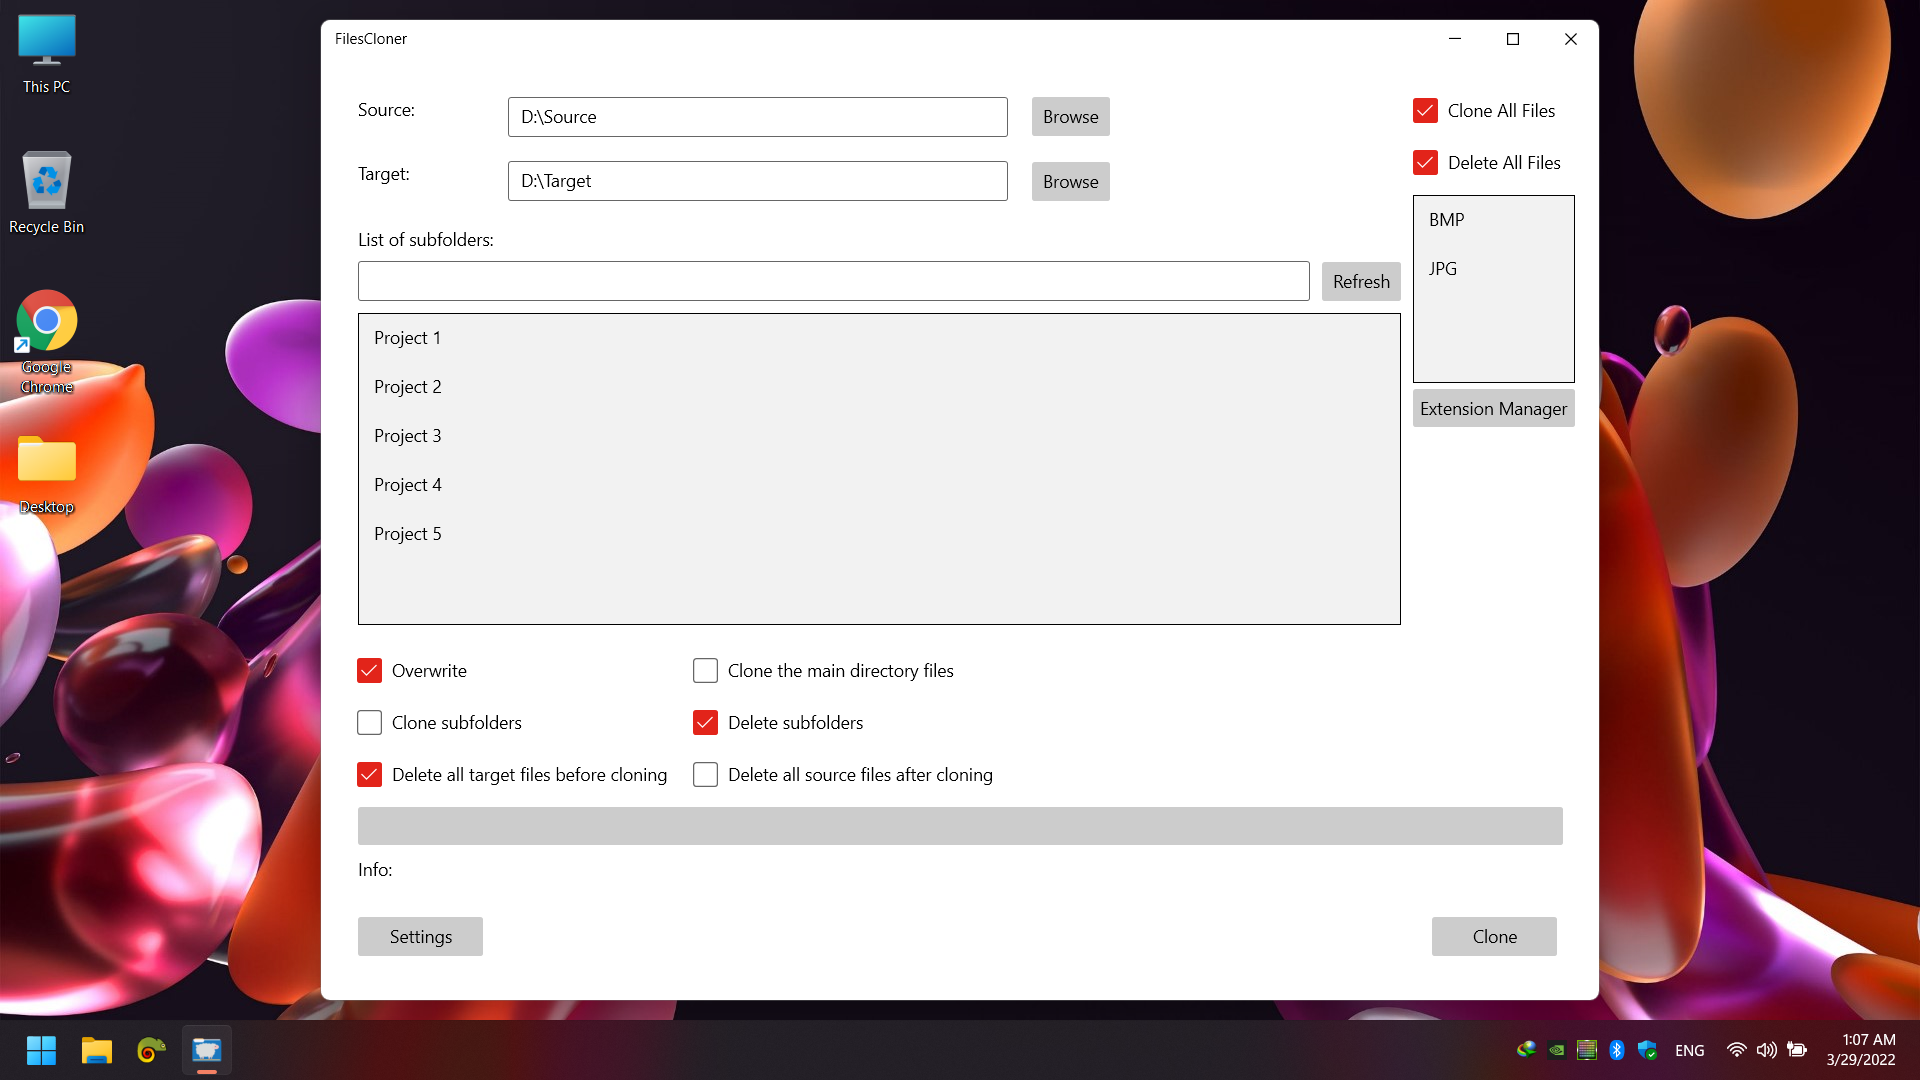 This PC
Recycle Bin
Google
Chrome
Desktop
FilesCloner
Source:
D:\Source
Browse
Target:
D:\Target
Browse
Clone All Files
Delete All Files
BMP
JPG
Extension Manager
List of subfolders:
Refresh
Project 1
Project 2
Project 3
Project 4
Project 5
Overwrite
Clone the main directory files
Clone subfolders
Delete subfolders
Delete all target files before cloning
Delete all source files after cloning
Info:
Settings
Clone
ENG
1:07 AM
3/29/2022